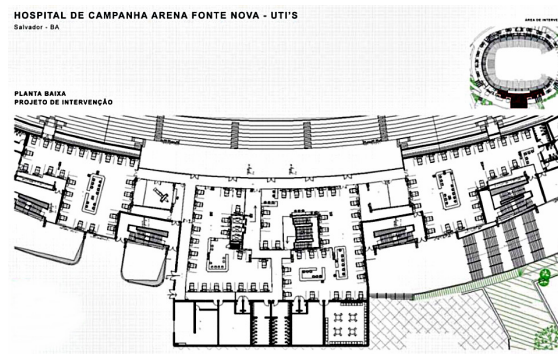 HOSPITAL DE CAMPANHA ARENA FONTE NOVA - UTI'S
Salvador - BA
PLANTA BAIXA
PROJETO DE INTERVENÇÃO